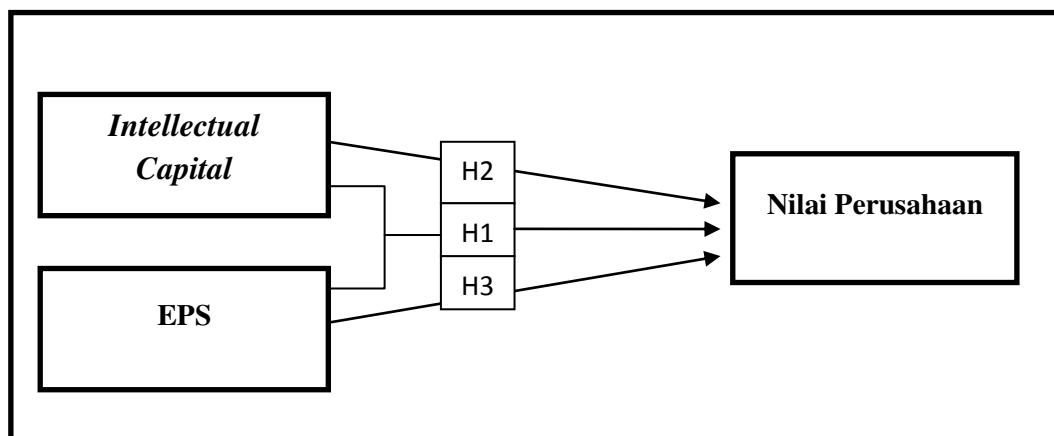 Intellectual
Capital
H2
Nilai Perusahaan
H1
H3
EPS